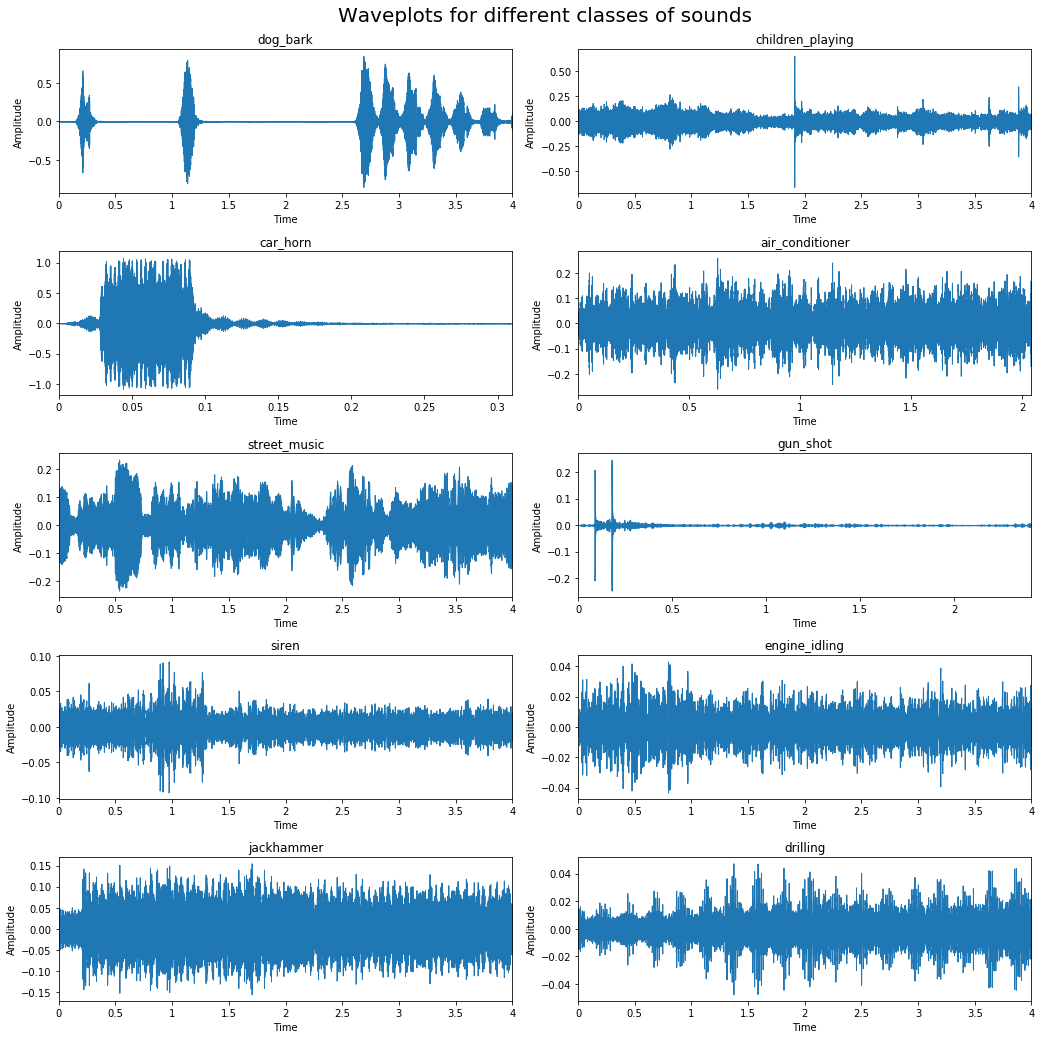 Waveplots for different classes of sounds
dog_bark
Amplitude
0.5
0.0
−0.5
0 0.5 1 1.5 2 2.5 3 3.5 4
Time
children_playing
Amplitude
0.50
0.25
0.00
−0.25
−0.50
0 0.5 1 1.5 2 2.5 3 3.5 4
Time
car_horn
Amplitude
1.0
0.5
0.0
−0.5
−1.0
0 0.05 0.1 0.15 0.2 0.25 0.3
Time
air_conditioner
Amplitude
0.2
0.1
0.0
−0.1
−0.2
0.5 1 1.5 2
Time
street_music
Amplitude
0.2
0.1
0.0
−0.1
−0.2
0 0.5 1 1.5 2 2.5 3 3.5 4
Time
gun_shot
Amplitude
0.2
0.1
0.0
−0.1
−0.2
0.5 1 1.5 2
Time
siren
Amplitude
0.10
0.05
0.00
−0.05
−0.10
0 0.5 1 1.5 2 2.5 3 3.5 4
Time
engine_idling
Amplitude
0.04
0.02
0.00
−0.02
−0.04
0 0.5 1 1.5 2 2.5 3 3.5 4
Time
jackhammer
Amplitude
0.15
0.10
0.05
0.00
−0.05
−0.10
−0.15
0 0.5 1 1.5 2 2.5 3 3.5 4
Time
drilling
Amplitude
0.04
0.02
0.00
−0.02
−0.04
0 0.5 1 1.5 2 2.5 3 3.5 4
Time